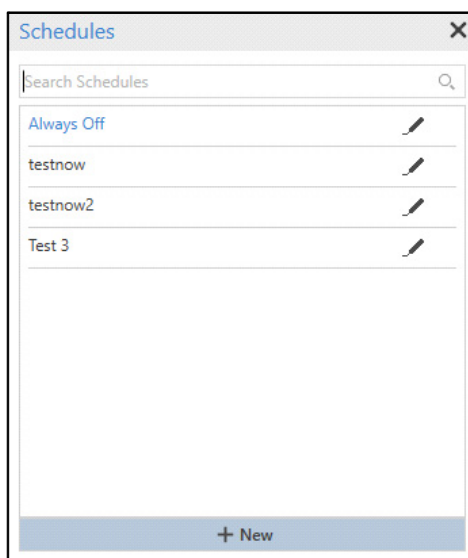 Schedules
Search Schedules
Always Off
testnow
testnow2
Test 3
New